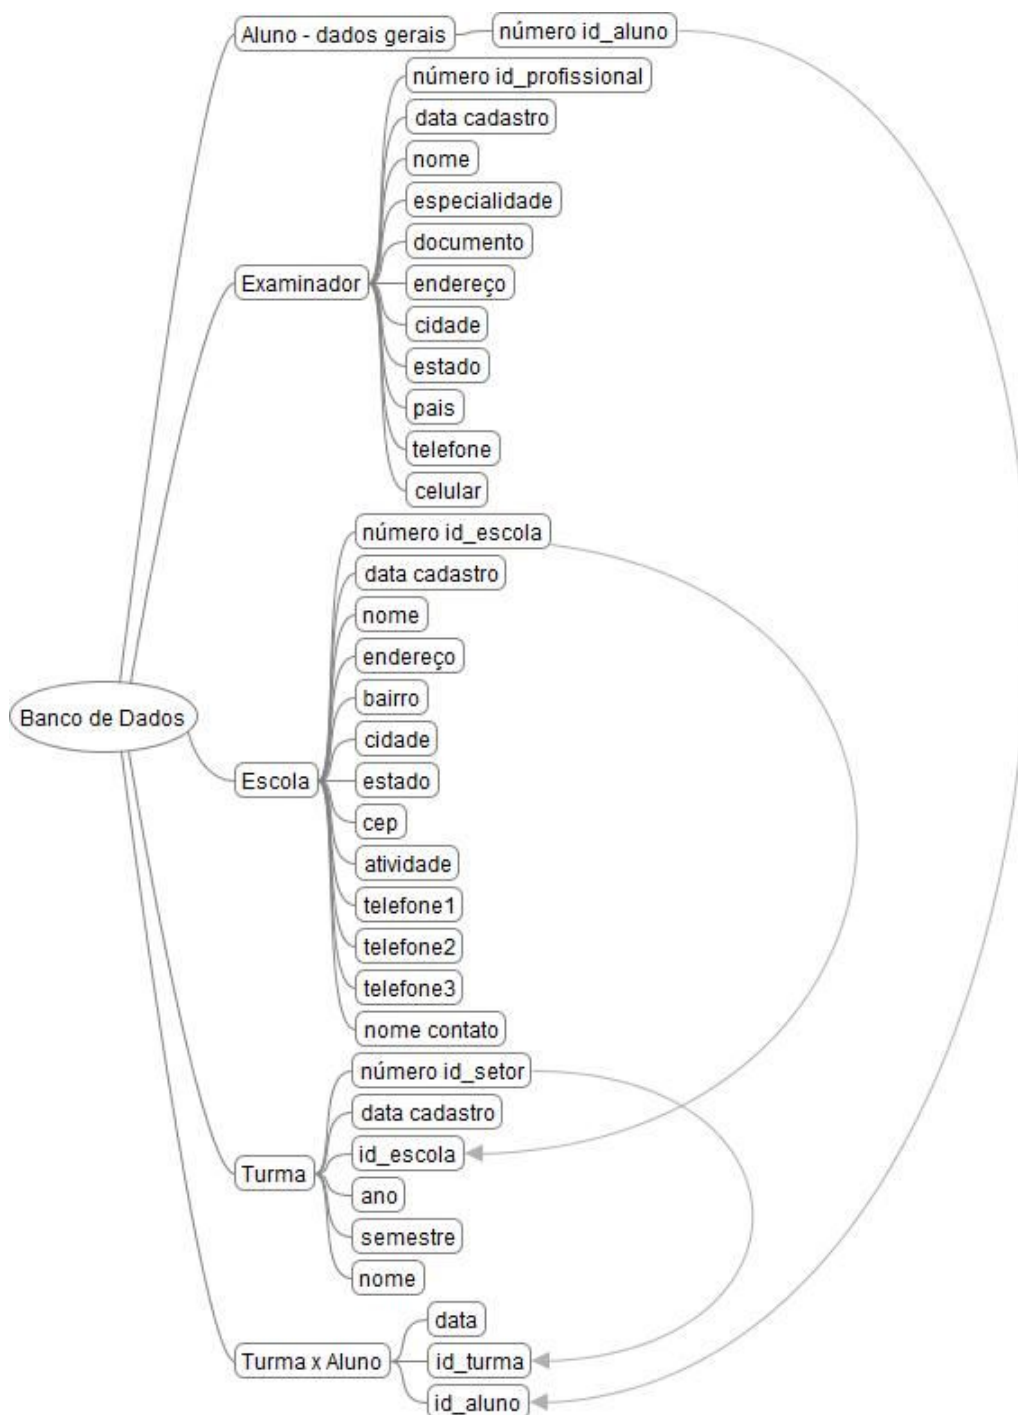 Aluno - dados gerais
número id_aluno
número id_profissional
data cadastro
nome
especialidade
documento
Examinador
endereço
cidade
estado
pais
telefone
celular
número id_escola
data cadastro
nome
endereço
bairro
Banco de Dados
cidade
Escola
estado
cep
atividade
telefone1
telefone2
telefone3
nome contato
número id_setor
data cadastro
id_escola
Turma
ano
semestre
nome
data
Turma x Aluno
id_turma
id_aluno